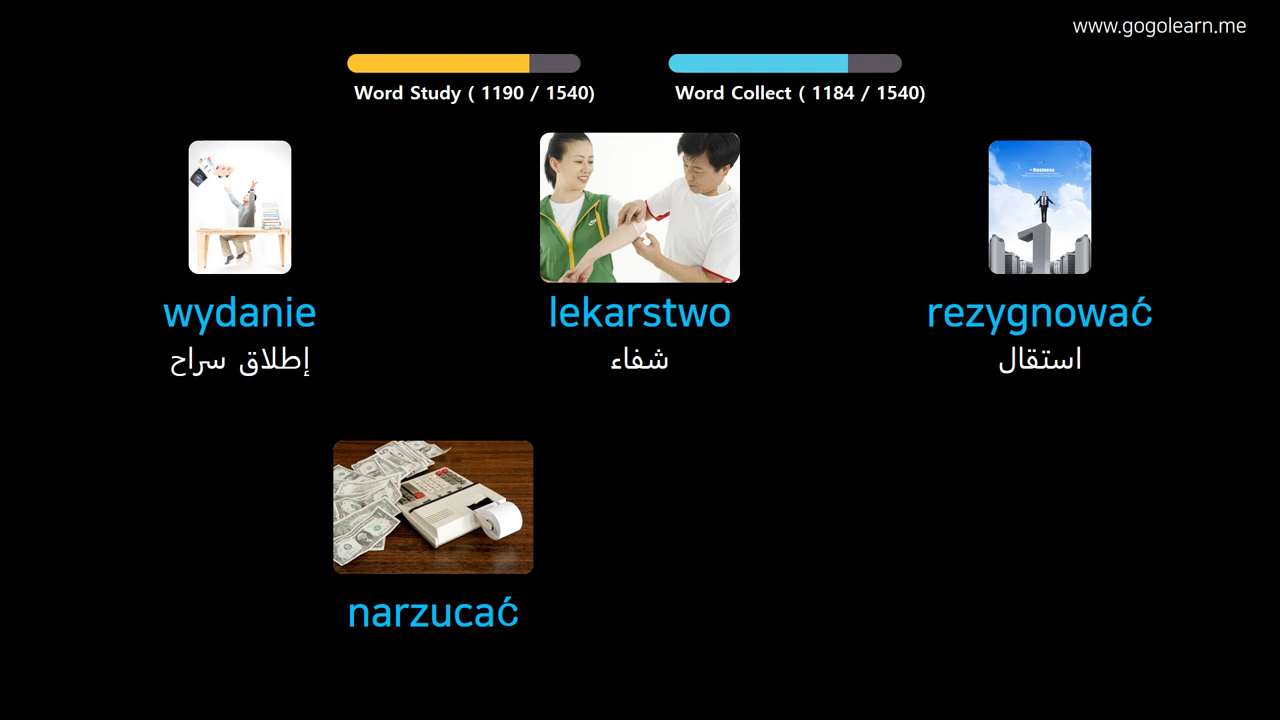 www.gogolearn.me
Word Study ( 1190 / 1540)
Word Collect ( 1184 / 1540)
wydanie
إطلاق سراح
lekarstwo
شفاء
rezygnować
استقال
narzucać